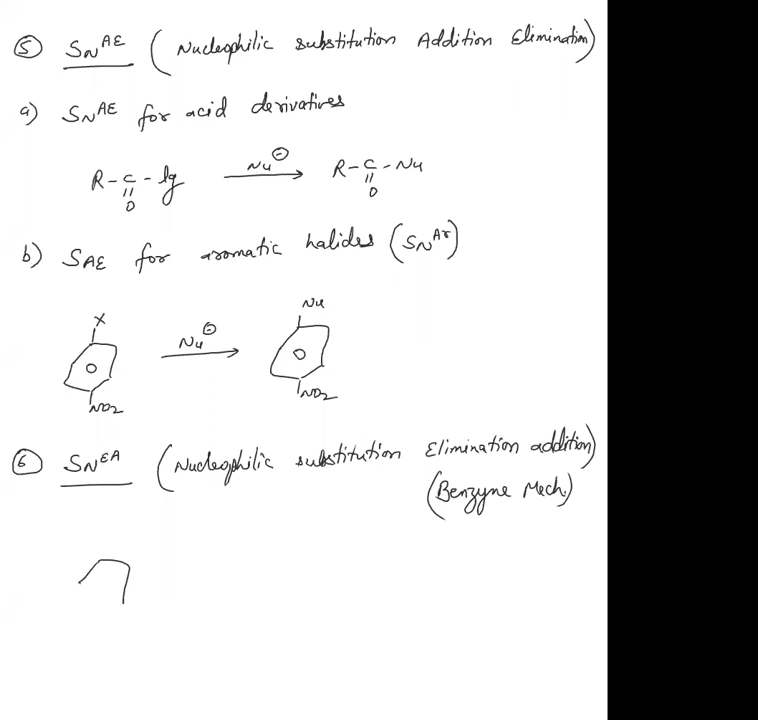 ⑤ SN^AE (Nucleophilic substitution Addition Elimination)
a) SN^AE for acid derivatives
R-C-lg Nu⊖ R-C-Nu
O O
b) SAE for aromatic halides (SN^Ar)
Nu
X Nu⊖
NO2 NO2
⑥ SN^EA (Nucleophilic substitution Elimination addition)
(Benzyne Mech.)